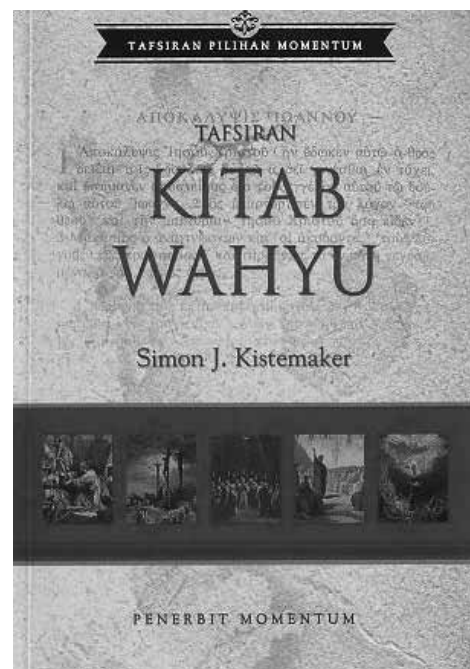 TAFSIRAN PILIHAN MOMENTUM
ΑΠΟΚΑΛΥΨΙΣ ΙΩΑΝΝΟΥ
TAFSIRAN
KITAB
WAHYU
Simon J. Kistemaker
PENERBIT MOMENTUM